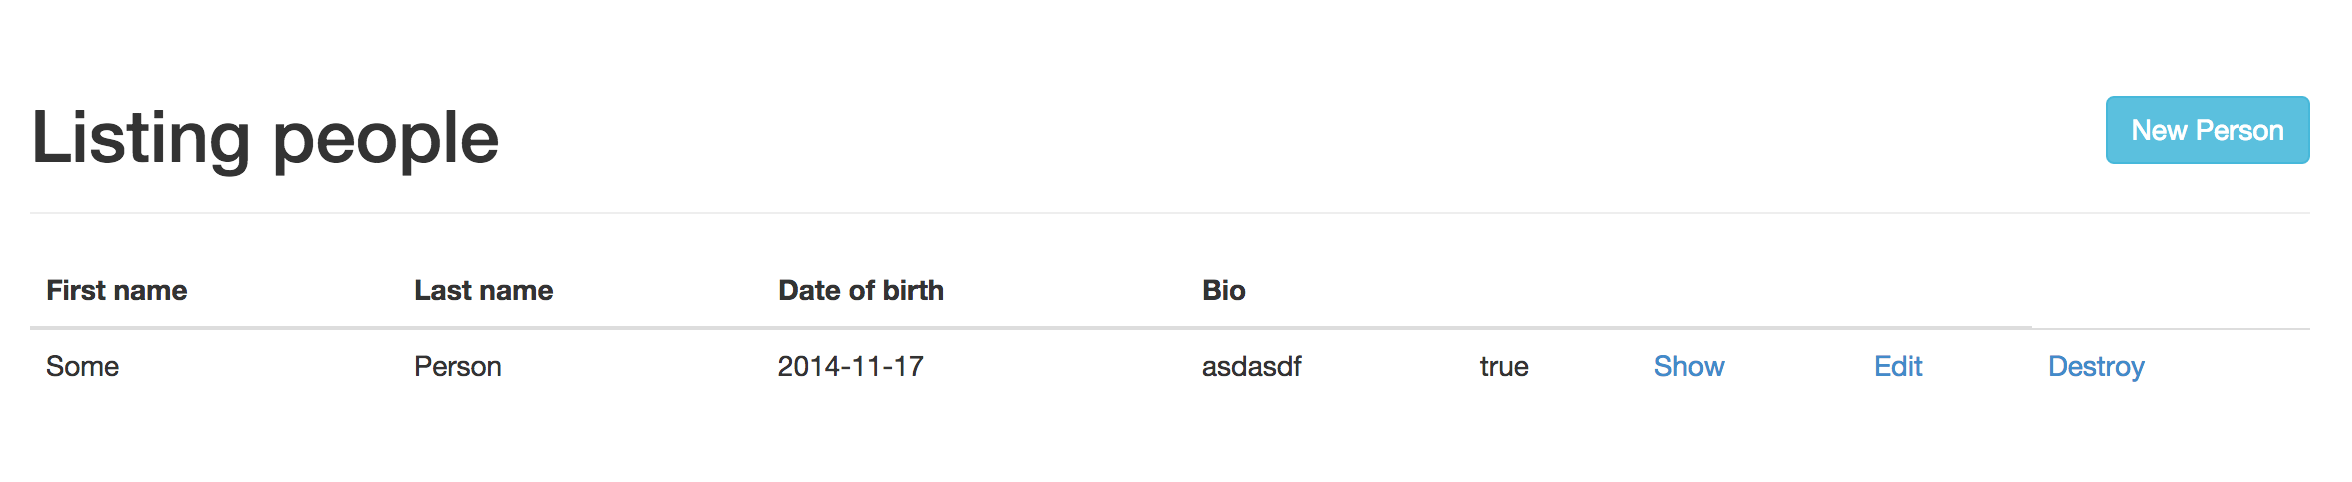 Listing people
New Person
First name Last name Date of birth Bio
Some Person 2014-11-17 asdasdf true Show Edit Destroy